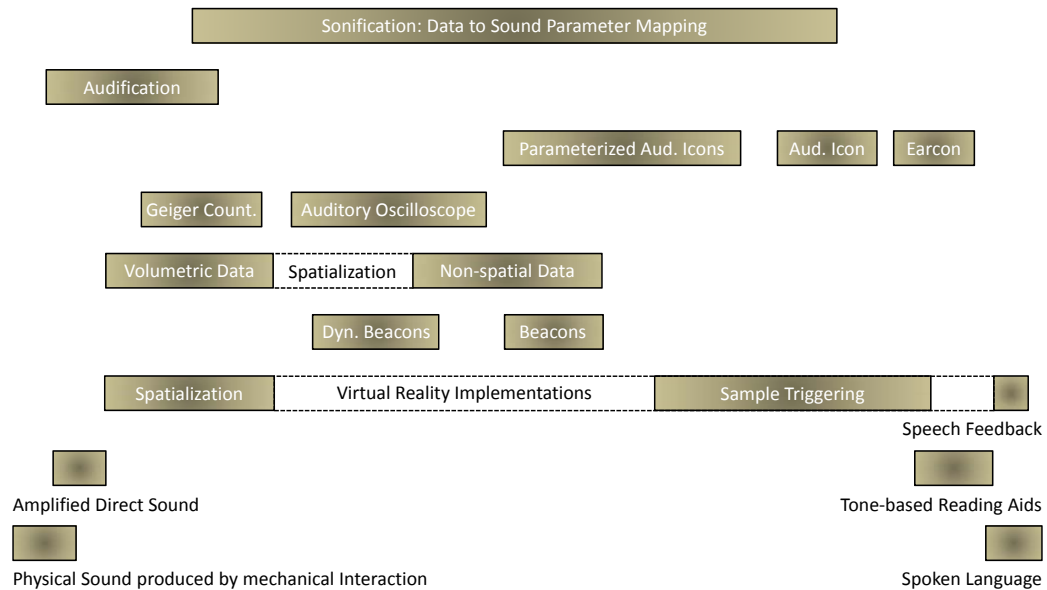 Sonification: Data to Sound Parameter Mapping
Audification
Parameterized Aud. Icons
Aud. Icon
Earcon
Geiger Count.
Auditory Oscilloscope
Volumetric Data
Spatialization
Non-spatial Data
Dyn. Beacons
Beacons
Spatialization
Virtual Reality Implementations
Sample Triggering
Speech Feedback
Amplified Direct Sound
Tone-based Reading Aids
Physical Sound produced by mechanical Interaction
Spoken Language